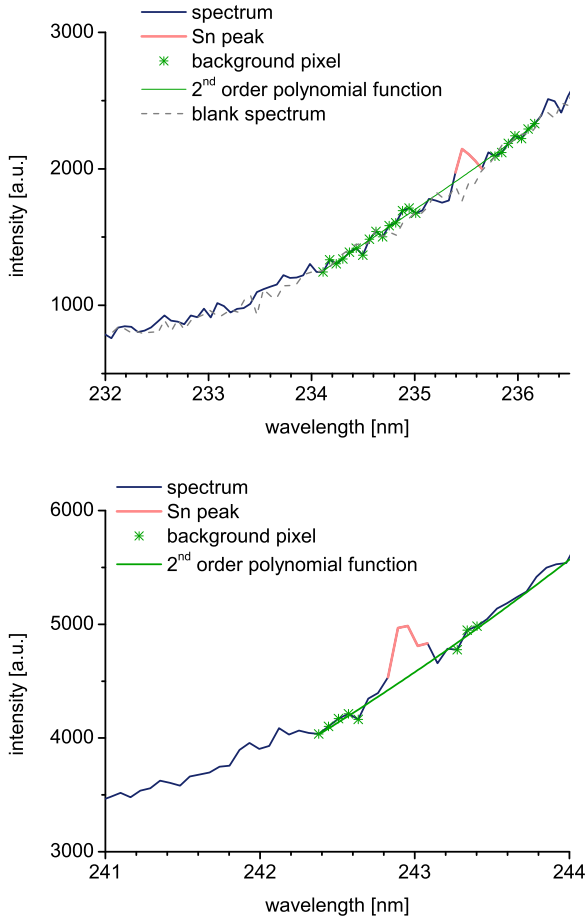 spectrum
Sn peak
background pixel
2nd order polynomial function
blank spectrum
3000
2000
1000
intensity [a.u.]
232 233 234 235 236
wavelength [nm]
spectrum
Sn peak
background pixel
2nd order polynomial function
6000
5000
4000
3000
intensity [a.u.]
241 242 243 244
wavelength [nm]